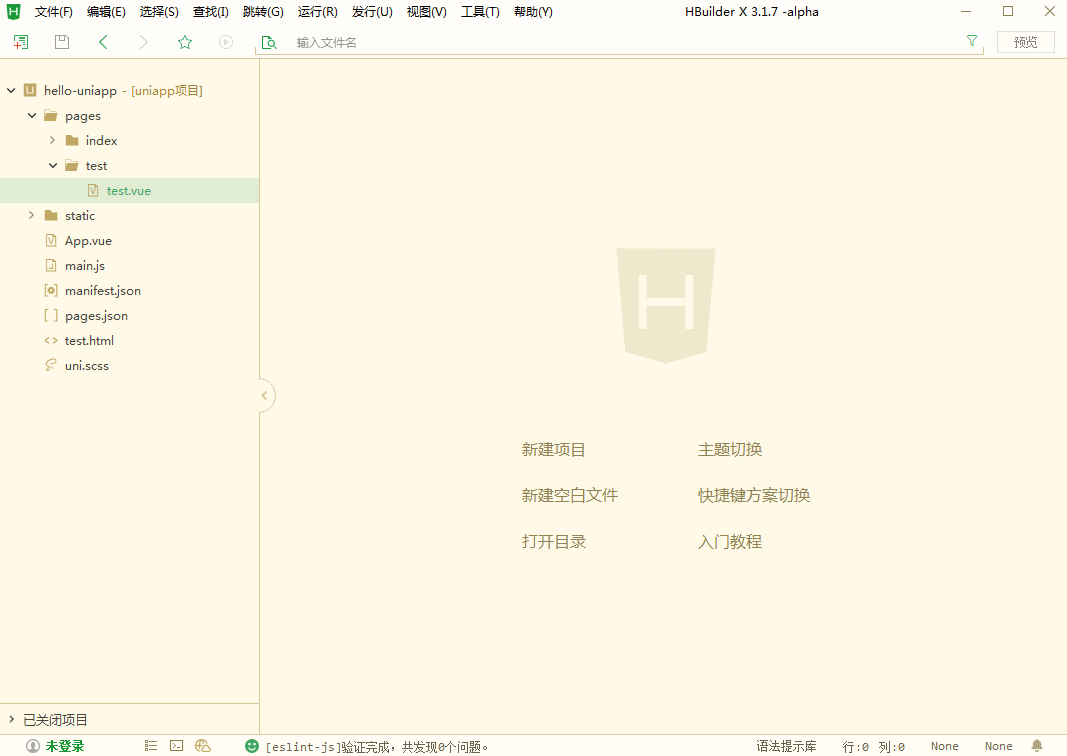 H 文件(F) 编辑(E) 选择(S) 查找(I) 跳转(G) 运行(R) 发行(U) 视图(V) 工具(T) 帮助(Y) HBuilder X 3.1.7 -alpha
输入文件名 预览
U hello-uniapp - [uniapp项目]
pages
index
test
V test.vue
static
V App.vue
J main.js
manifest.json
[ ] pages.json
<> test.html
uni.scss
H
新建项目 主题切换
新建空白文件 快捷键方案切换
打开目录 入门教程
已关闭项目
未登录 [eslint-js]验证完成，共发现0个问题。 语法提示库 行:0 列:0 None None